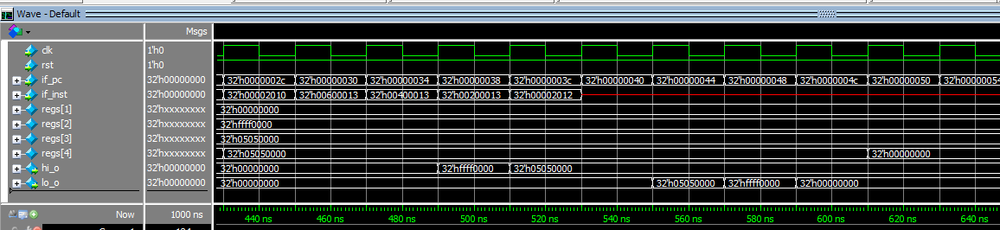 Wave - Default
Msgs
clk 1'h0
rst 1'h0
if_pc 32'h00000000 32'h0000002c 32'h00000030 32'h00000034 32'h00000038 32'h0000003c 32'h00000040 32'h00000044 32'h00000048 32'h0000004c 32'h00000050 32'h00000054
if_inst 32'h00000000 32'h00002010 32'h00600013 32'h00400013 32'h00200013 32'h00002012
regs[1] 32'hxxxxxxxx 32'h00000000
regs[2] 32'hxxxxxxxx 32'hffff0000
regs[3] 32'hxxxxxxxx 32'h05050000
regs[4] 32'hxxxxxxxx 32'h05050000 32'h00000000
hi_o 32'h00000000 32'h00000000 32'hffff0000 32'h05050000
lo_o 32'h00000000 32'h00000000 32'h05050000 32'hffff0000 32'h00000000
Now 1000 ns 440 ns 460 ns 480 ns 500 ns 520 ns 540 ns 560 ns 580 ns 600 ns 620 ns 640 ns